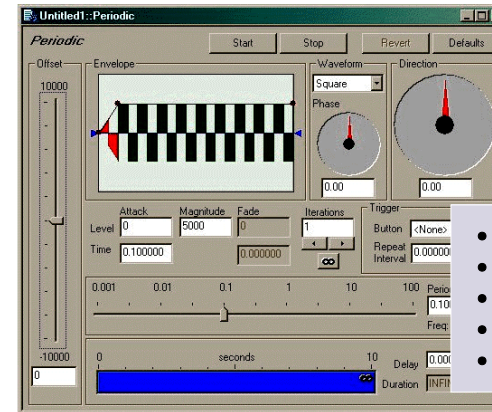 Untitled1::Periodic
Periodic
Start
Stop
Revert
Defaults
Offset
Envelope
Waveform
Direction
10000
Square
Phase
0.00
0.00
Attack
Magnitude
Fade
Iterations
Trigger
Level
0
5000
0
1
Button
<None>
Time
0.100000
0.000000
Repeat
Interval
0.001
0.01
0.1
1
10
100
Freq:
-10000
0
0
seconds
10
Delay
Duration